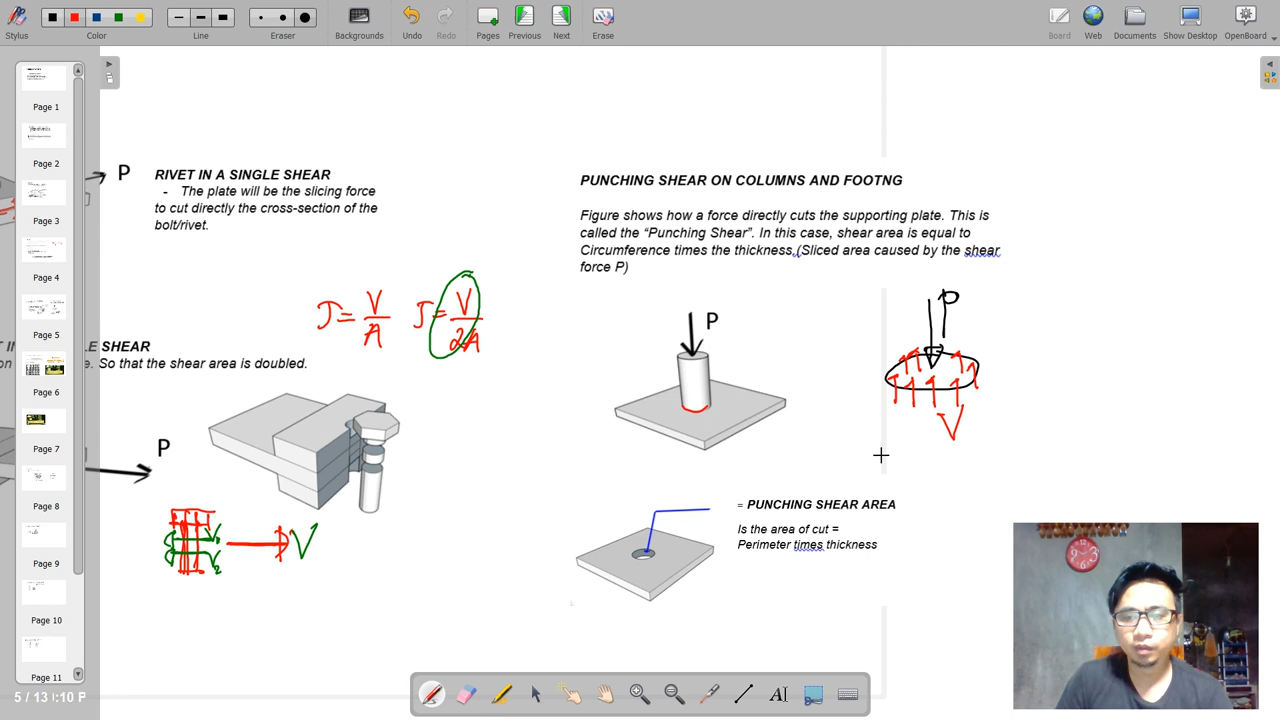 Stylus
Color
Line
Eraser
Backgrounds
Undo
Redo
Pages
Previous
Next
Erase
Board
Web
Documents
Show Desktop
OpenBoard
Page 1
Page 2
Page 3
Page 4
Page 5
Page 6
Page 7
Page 8
Page 9
Page 10
Page 11
5 / 13
:10 P
P
RIVET IN A SINGLE SHEAR
- The plate will be the slicing force
to cut directly the cross-section of the
bolt/rivet.
V
A
V
2A
SHEAR
So that the shear area is doubled.
P
V
V
V2
PUNCHING SHEAR ON COLUMNS AND FOOTNG
Figure shows how a force directly cuts the supporting plate. This is
called the “Punching Shear”. In this case, shear area is equal to
Circumference times the thickness.(Sliced area caused by the shear
force P)
P
P
V
= PUNCHING SHEAR AREA
Is the area of cut =
Perimeter times thickness